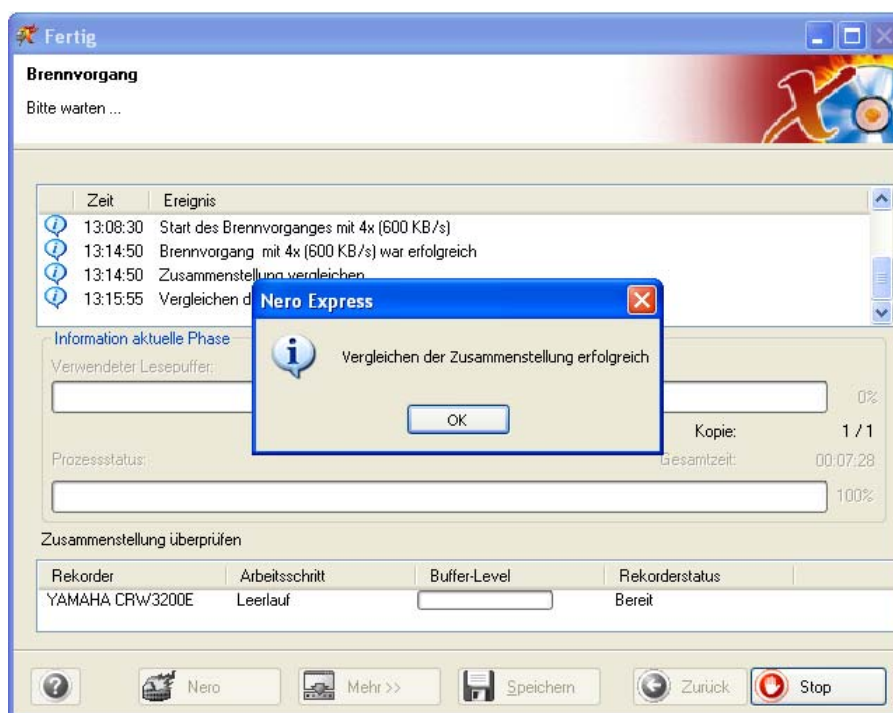 Fertig
Brennvorgang
Bitte warten ...
Zeit Ereignis
13:08:30 Start des Brennvorganges mit 4x (600 KB/s)
13:14:50 Brennvorgang mit 4x (600 KB/s) war erfolgreich
13:14:50 Zusammenstellung vergleichen
13:15:55 Vergleichen d
Nero Express
Vergleichen der Zusammenstellung erfolgreich
OK
Information aktuelle Phase
Verwendeter Lesepuffer:
0%
Kopie: 1 / 1
Prozessstatus: Gesamtzeit: 00:07:28
100%
Zusammenstellung überprüfen
Rekorder Arbeitsschritt Buffer-Level Rekorderstatus
YAMAHA CRW3200E Leerlauf Bereit
Nero Mehr >> Speichern Zurück Stop